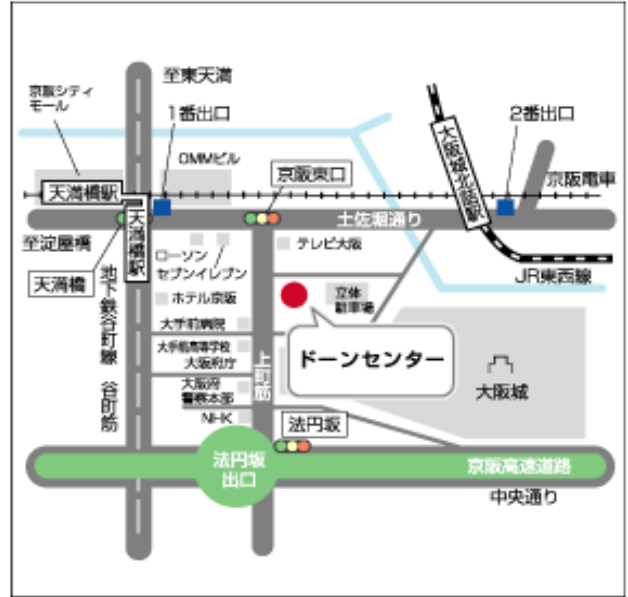 至東天満
京阪シティ
モール
1番出口
2番出口
OMMビル
京阪東口
大阪城北詰駅
京阪電車
天満橋駅
土佐堀通り
至淀屋橋
天満橋駅
天満橋
ローソン
セブンイレブン
テレビ大阪
JR東西線
地下鉄谷町線 谷町筋
ホテル京阪
立体
駐車場
大手前病院
大手前高等学校
大阪府庁
ドーンセンター
上町筋
大阪城
大阪府
警察本部
NHK
法円坂
法円坂
出口
京阪高速道路
中央通り